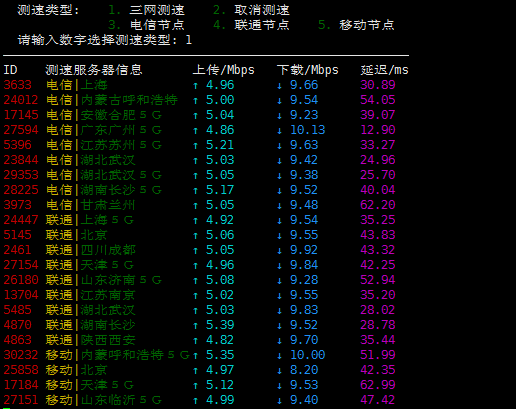 测速类型: 1. 三网测速 2. 取消测速
3. 电信节点 4. 联通节点 5. 移动节点
请输入数字选择测速类型: 1
ID 测速服务器信息 上传/Mbps 下载/Mbps 延迟/ms
3633 电信|上海 ↑ 4.96 ↓ 9.66 30.89
24012 电信|内蒙古呼和浩特 ↑ 5.00 ↓ 9.54 54.05
17145 电信|安徽合肥5G ↑ 5.04 ↓ 9.23 39.07
27594 电信|广东广州5G ↑ 4.86 ↓ 10.13 12.90
5396 电信|江苏苏州5G ↑ 5.21 ↓ 9.63 33.27
23844 电信|湖北武汉 ↑ 5.03 ↓ 9.42 24.96
29353 电信|湖北武汉5G ↑ 5.05 ↓ 9.38 25.70
28225 电信|湖南长沙5G ↑ 5.17 ↓ 9.52 40.04
3973 电信|甘肃兰州 ↑ 5.05 ↓ 9.48 62.20
24447 联通|上海5G ↑ 4.92 ↓ 9.54 35.25
5145 联通|北京 ↑ 5.06 ↓ 9.55 43.83
2461 联通|四川成都 ↑ 5.05 ↓ 9.92 43.32
27154 联通|天津5G ↑ 4.96 ↓ 9.84 42.25
26180 联通|山东济南5G ↑ 5.08 ↓ 9.28 52.94
13704 联通|江苏南京 ↑ 5.02 ↓ 9.55 35.20
5485 联通|湖北武汉 ↑ 5.03 ↓ 9.83 28.02
4870 联通|湖南长沙 ↑ 5.39 ↓ 9.52 28.78
4863 联通|陕西西安 ↑ 4.82 ↓ 9.70 35.44
30232 移动|内蒙呼和浩特5G ↑ 5.35 ↓ 10.00 51.99
25858 移动|北京 ↑ 4.97 ↓ 8.20 42.35
17184 移动|天津5G ↑ 5.12 ↓ 9.53 62.99
27151 移动|山东临沂5G ↑ 4.99 ↓ 9.40 47.42